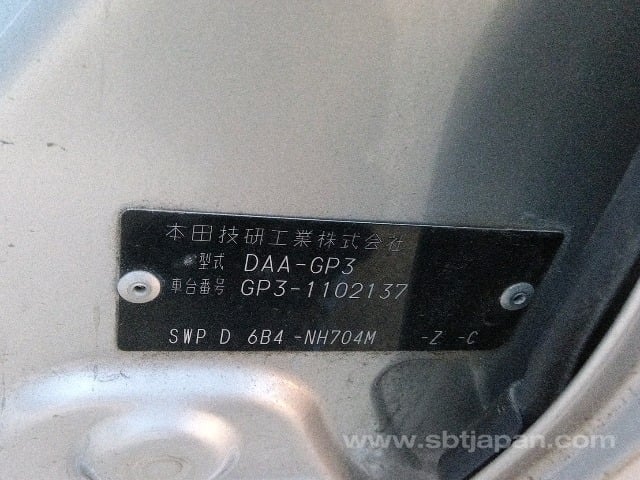 本田技研工業株式会社
型式 DAA-GP3
車台番号 GP3-1102137
SWP D 6B4 -NH704M -Z -C
www.sbtjapan.com